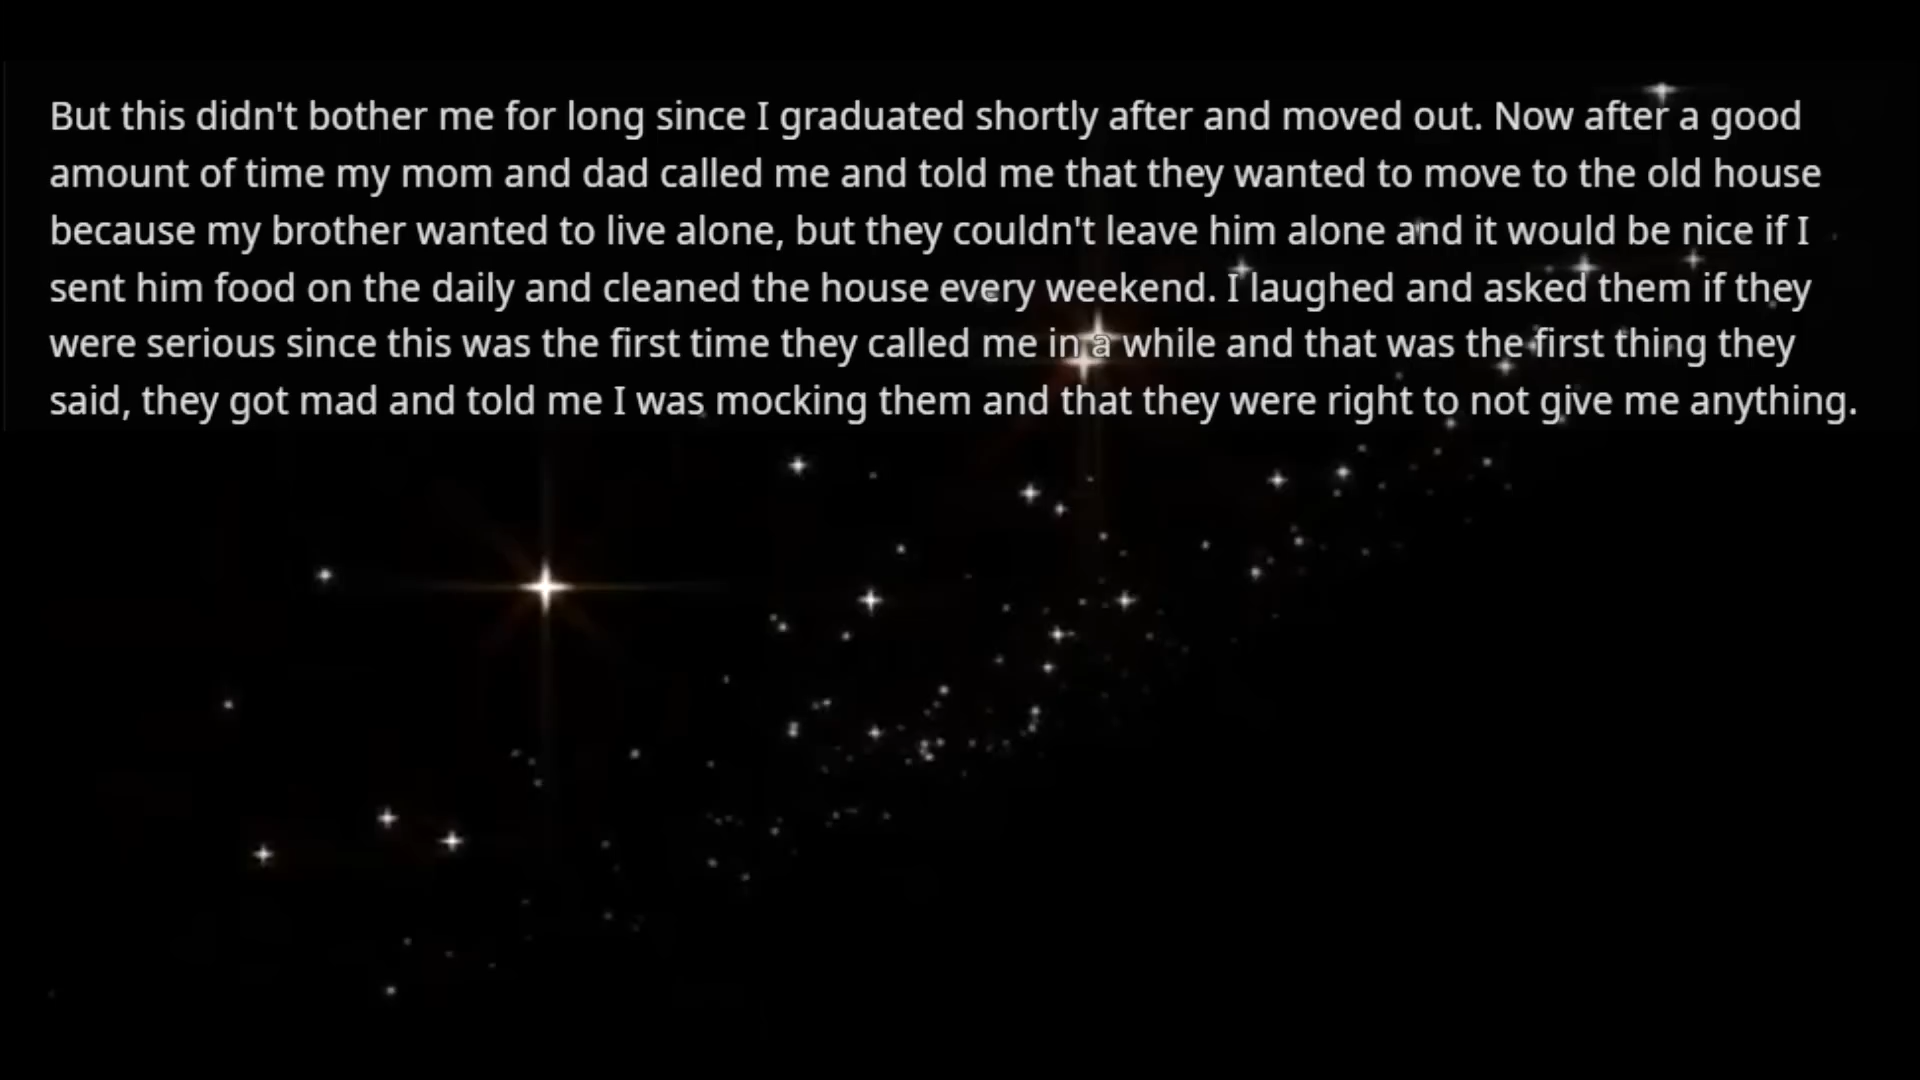 But this didn't bother me for long since I graduated shortly after and moved out. Now after a good
amount of time my mom and dad called me and told me that they wanted to move to the old house
because my brother wanted to live alone, but they couldn't leave him alone and it would be nice if I
sent him food on the daily and cleaned the house every weekend. I laughed and asked them if they
were serious since this was the first time they called me in a while and that was the first thing they
said, they got mad and told me I was mocking them and that they were right to not give me anything.